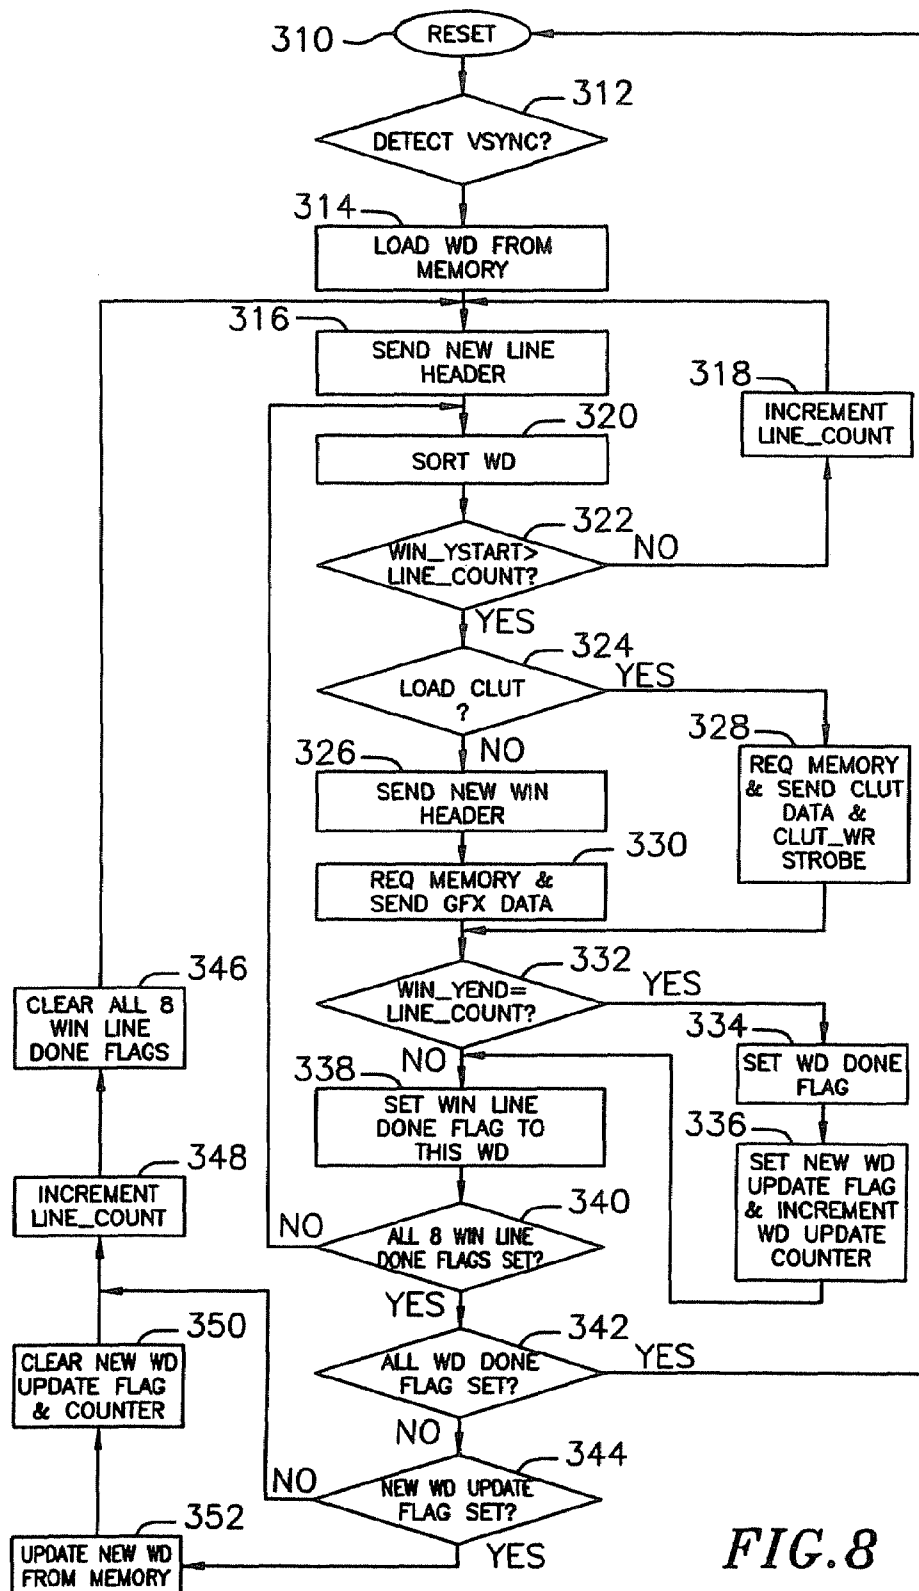 310
RESET
312
DETECT VSYNC?
314
LOAD WD FROM
MEMORY
316
SEND NEW LINE
HEADER
318
INCREMENT
LINE_COUNT
320
SORT WD
322
WIN_YSTART>
LINE_COUNT?
NO
YES
324
LOAD CLUT
?
YES
NO
326
SEND NEW WIN
HEADER
328
REQ MEMORY
& SEND CLUT
DATA &
CLUT_WR
STROBE
330
REQ MEMORY &
SEND GFX DATA
332
WIN_YEND=
LINE_COUNT?
YES
NO
334
SET WD DONE
FLAG
336
SET NEW WD
UPDATE FLAG
& INCREMENT
WD UPDATE
COUNTER
338
SET WIN LINE
DONE FLAG TO
THIS WD
340
ALL 8 WIN LINE
DONE FLAGS SET?
NO
YES
342
ALL WD DONE
FLAG SET?
YES
NO
344
NEW WD UPDATE
FLAG SET?
NO
YES
346
CLEAR ALL 8
WIN LINE
DONE FLAGS
348
INCREMENT
LINE_COUNT
350
CLEAR NEW WD
UPDATE FLAG
& COUNTER
352
UPDATE NEW WD
FROM MEMORY
FIG.8